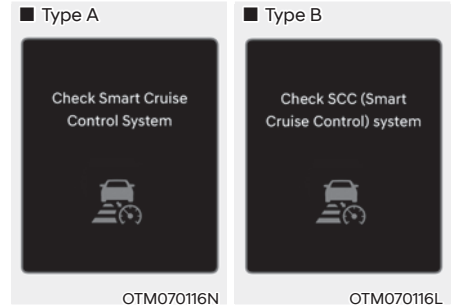 ■ Type A
Check Smart Cruise
Control System
OTM070116N
■ Type B
Check SCC (Smart
Cruise Control) system
OTM070116L